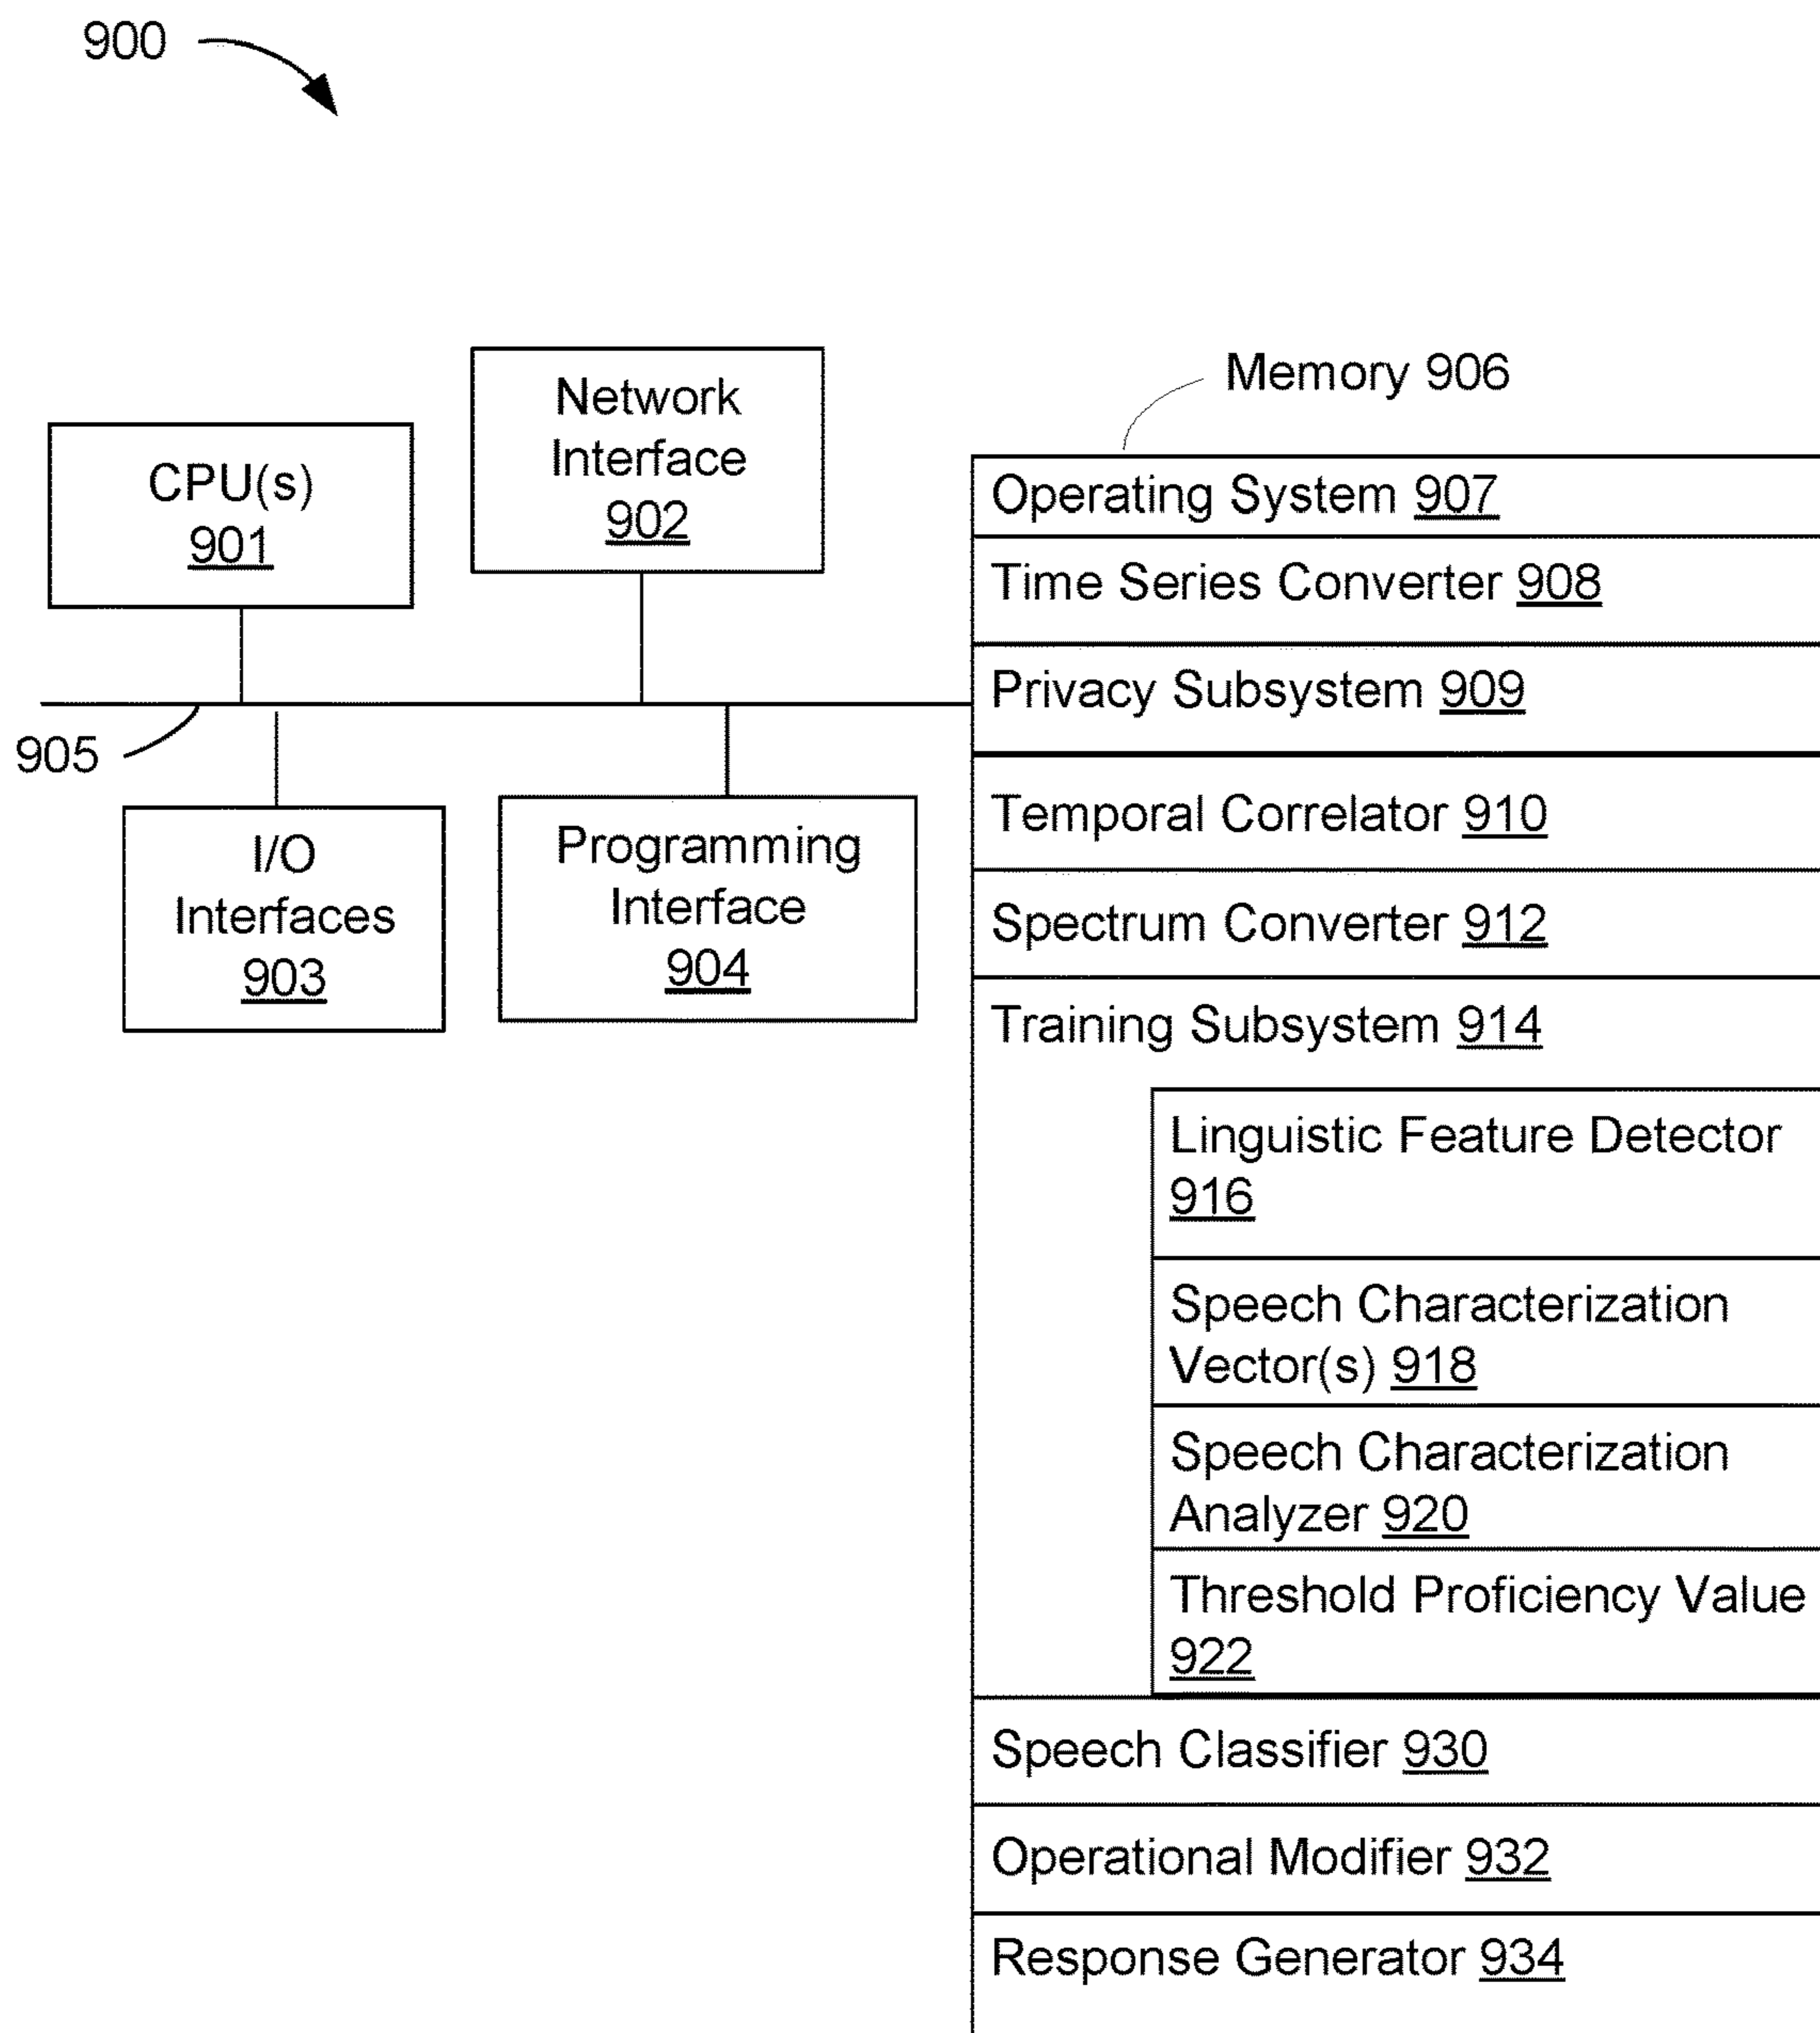 900
Memory 906
Network
Interface
902
CPU(s)
901
905
I/O
Interfaces
903
Programming
Interface
904
Operating System 907
Time Series Converter 908
Privacy Subsystem 909
Temporal Correlator 910
Spectrum Converter 912
Training Subsystem 914
Linguistic Feature Detector
916
Speech Characterization
Vector(s) 918
Speech Characterization
Analyzer 920
Threshold Proficiency Value
922
Speech Classifier 930
Operational Modifier 932
Response Generator 934